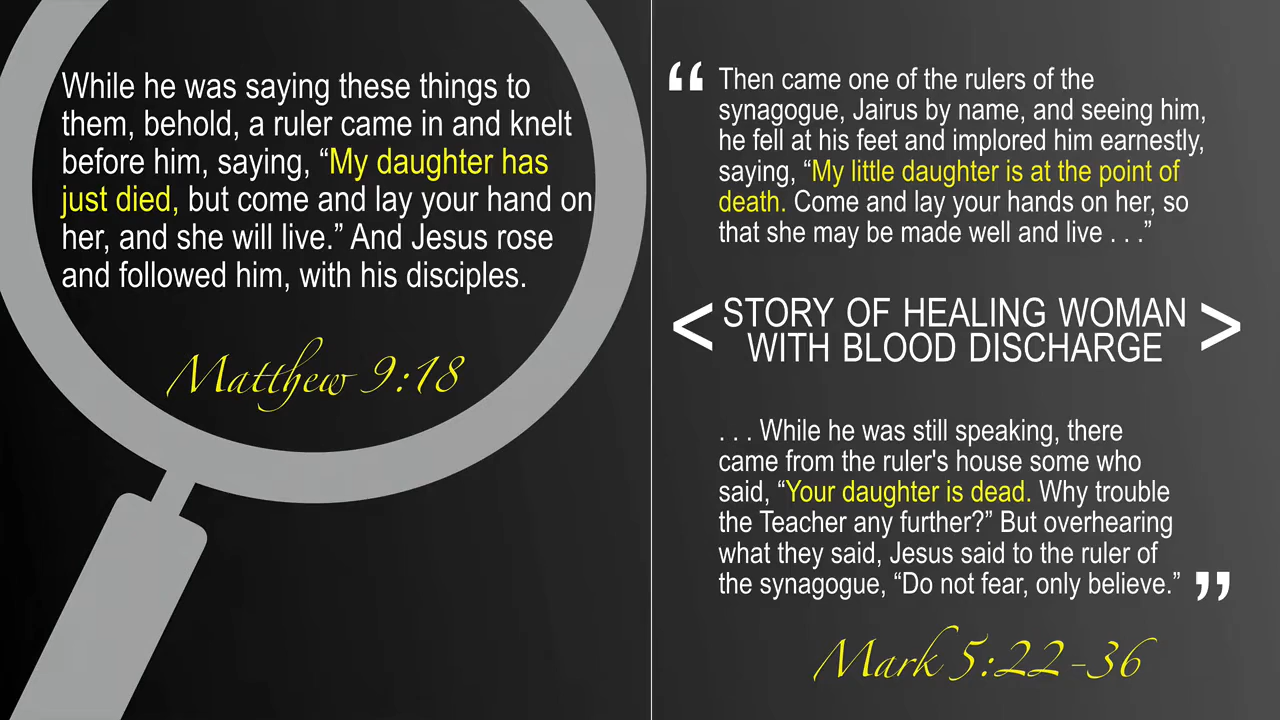 While he was saying these things to
them, behold, a ruler came in and knelt
before him, saying, “My daughter has
just died, but come and lay your hand on
her, and she will live.” And Jesus rose
and followed him, with his disciples.
Matthew 9:18
“Then came one of the rulers of the
synagogue, Jairus by name, and seeing him,
he fell at his feet and implored him earnestly,
saying, “My little daughter is at the point of
death. Come and lay your hands on her, so
that she may be made well and live . . .”
< STORY OF HEALING WOMAN
WITH BLOOD DISCHARGE >
. . . While he was still speaking, there
came from the ruler's house some who
said, “Your daughter is dead. Why trouble
the Teacher any further?” But overhearing
what they said, Jesus said to the ruler of
the synagogue, “Do not fear, only believe.” ”
Mark 5:22-36